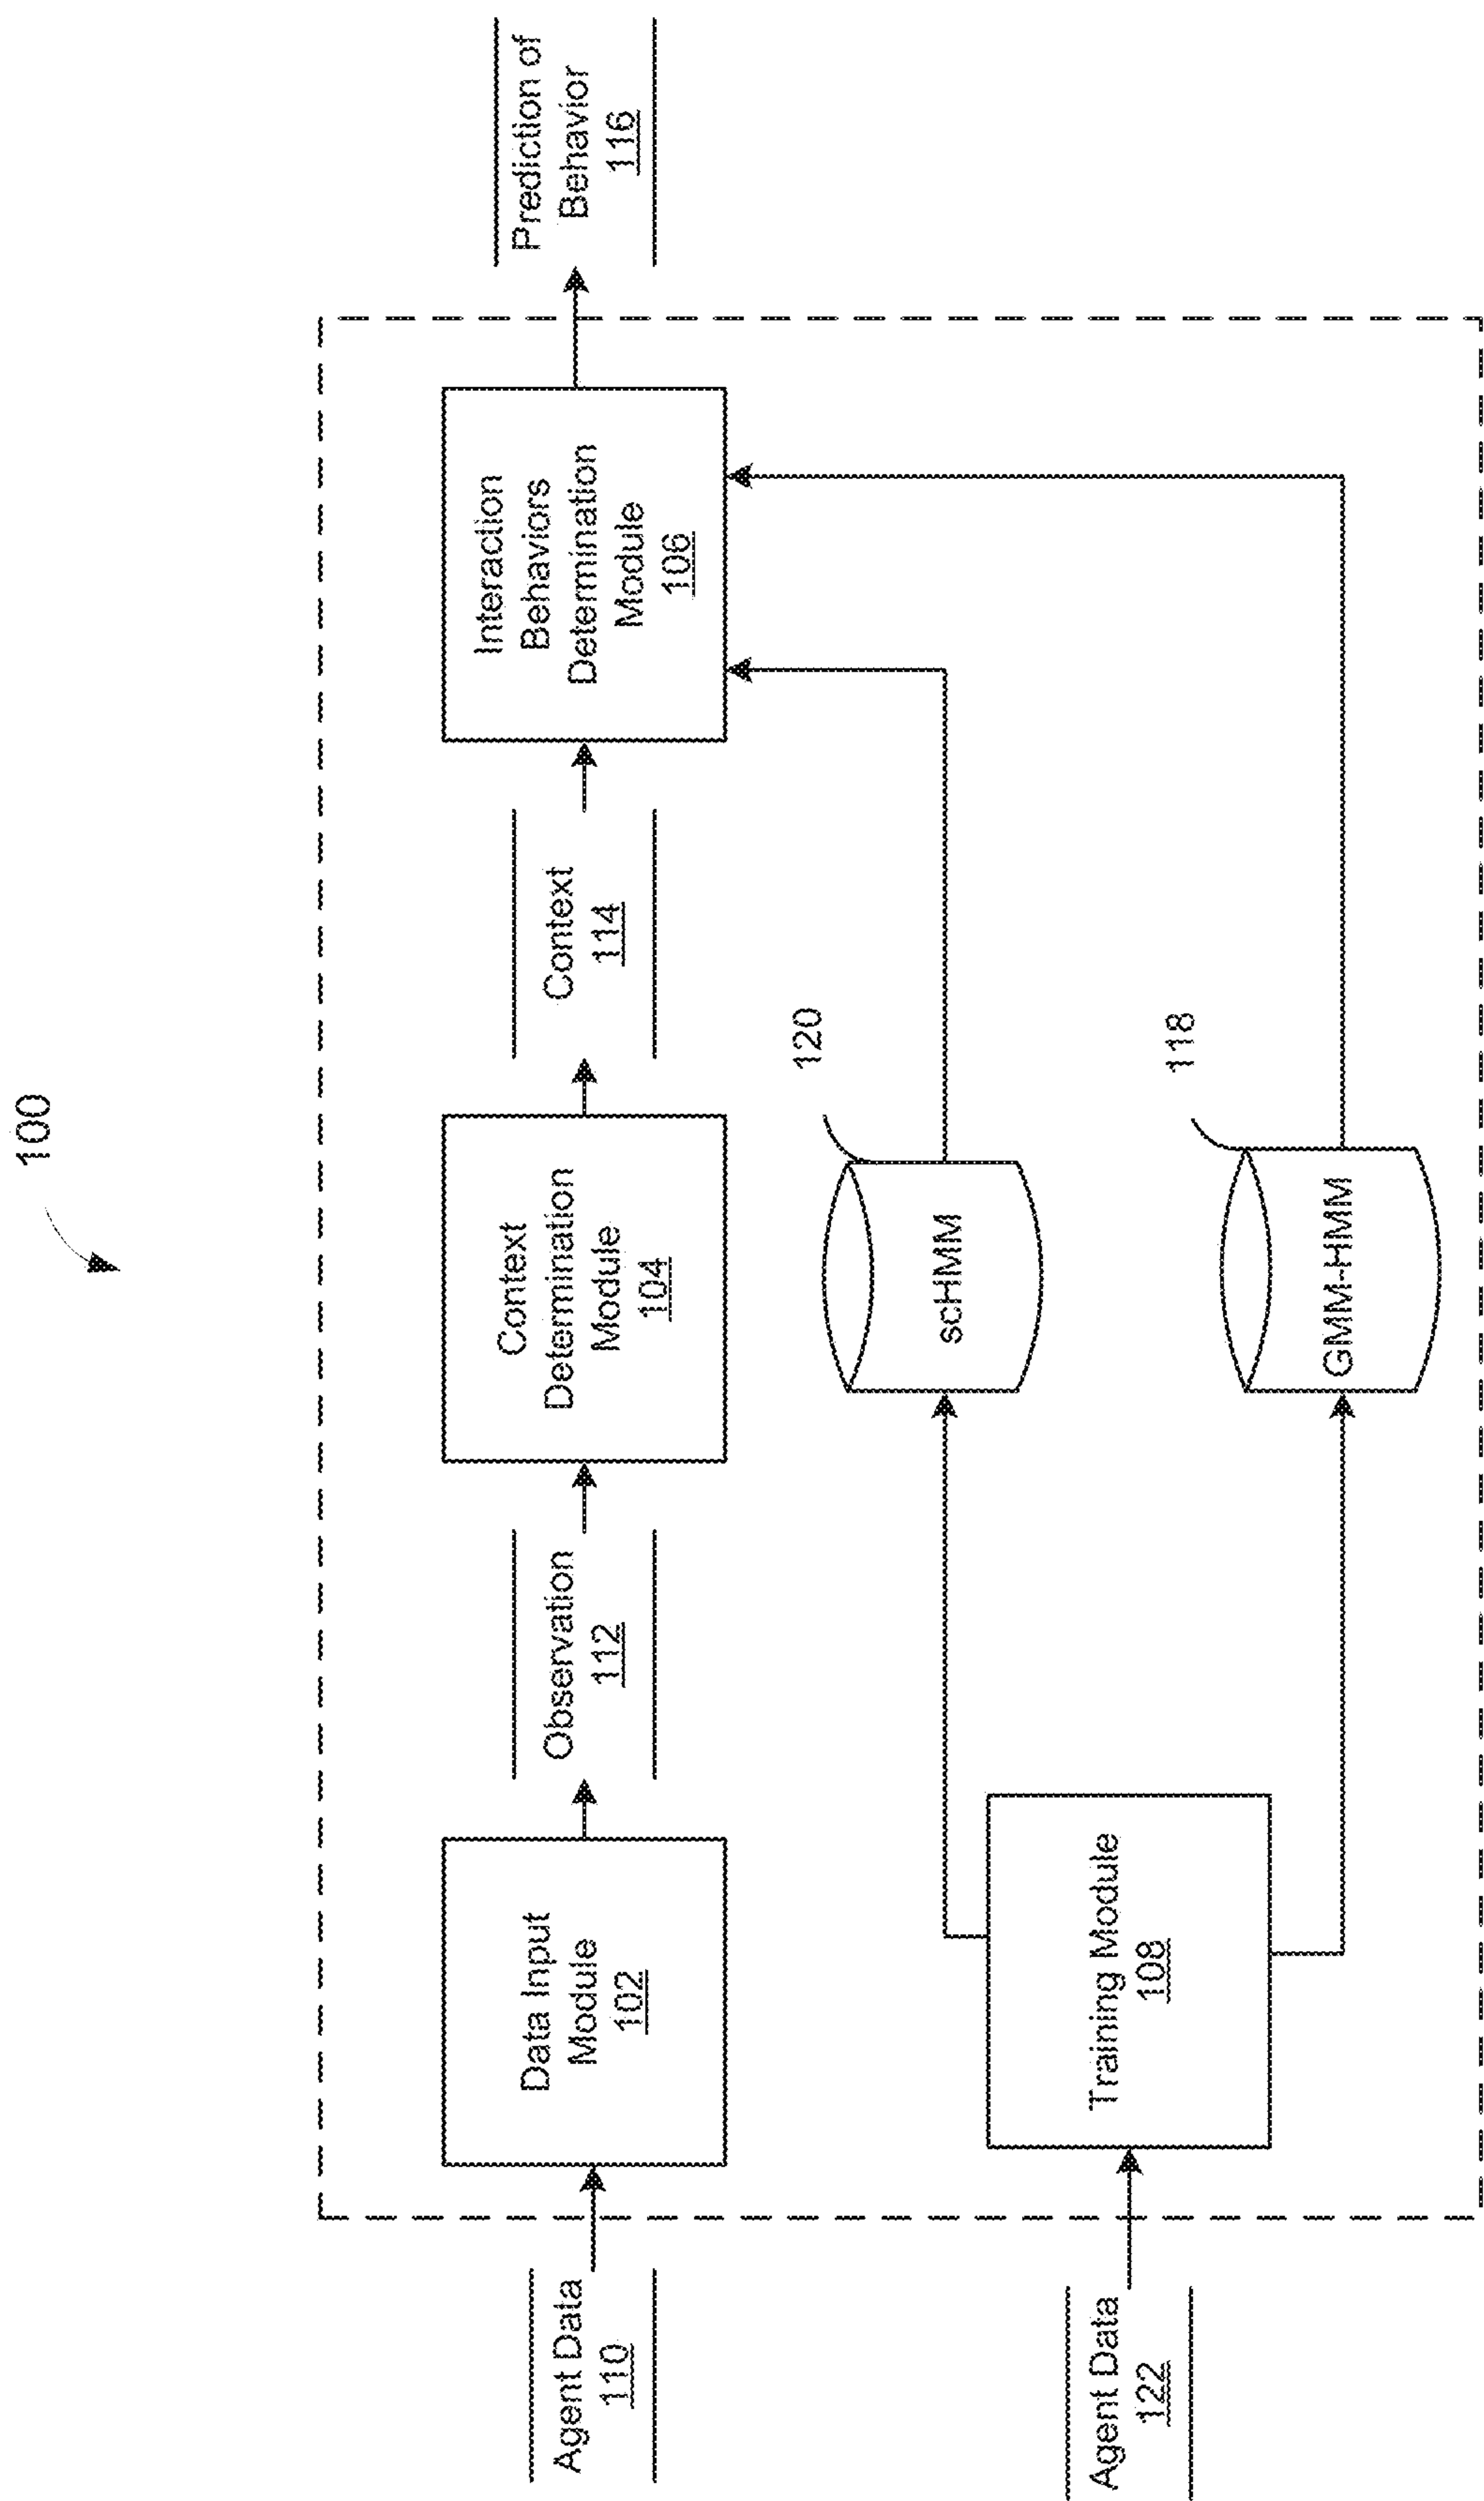 100
Agent Data
110
Data Input
Module
102
Observation
112
Context
Determination
Module
104
Context
114
Interaction
Behaviors
Determination
Module
106
Prediction of
Behavior
116
120
scHMM
118
GMM-HMM
Agent Data
122
Training Module
108